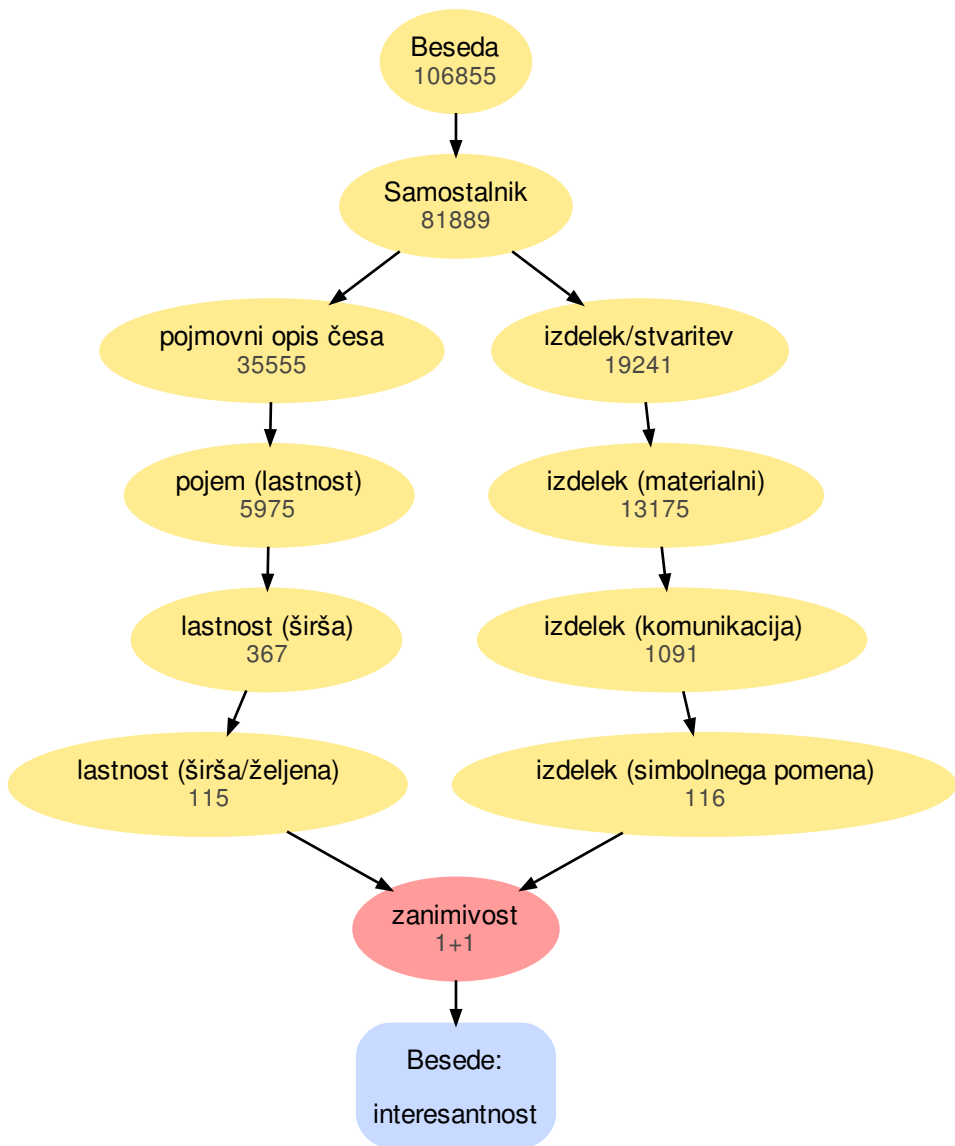 Beseda
106855
Samostalnik
81889
pojmovni opis česa
35555
izdelek/stvaritev
19241
pojem (lastnost)
5975
izdelek (materialni)
13175
lastnost (širša)
367
izdelek (komunikacija)
1091
lastnost (širša/željena)
115
izdelek (simbolnega pomena)
116
zanimivost
1+1
Besede:
interesantnost